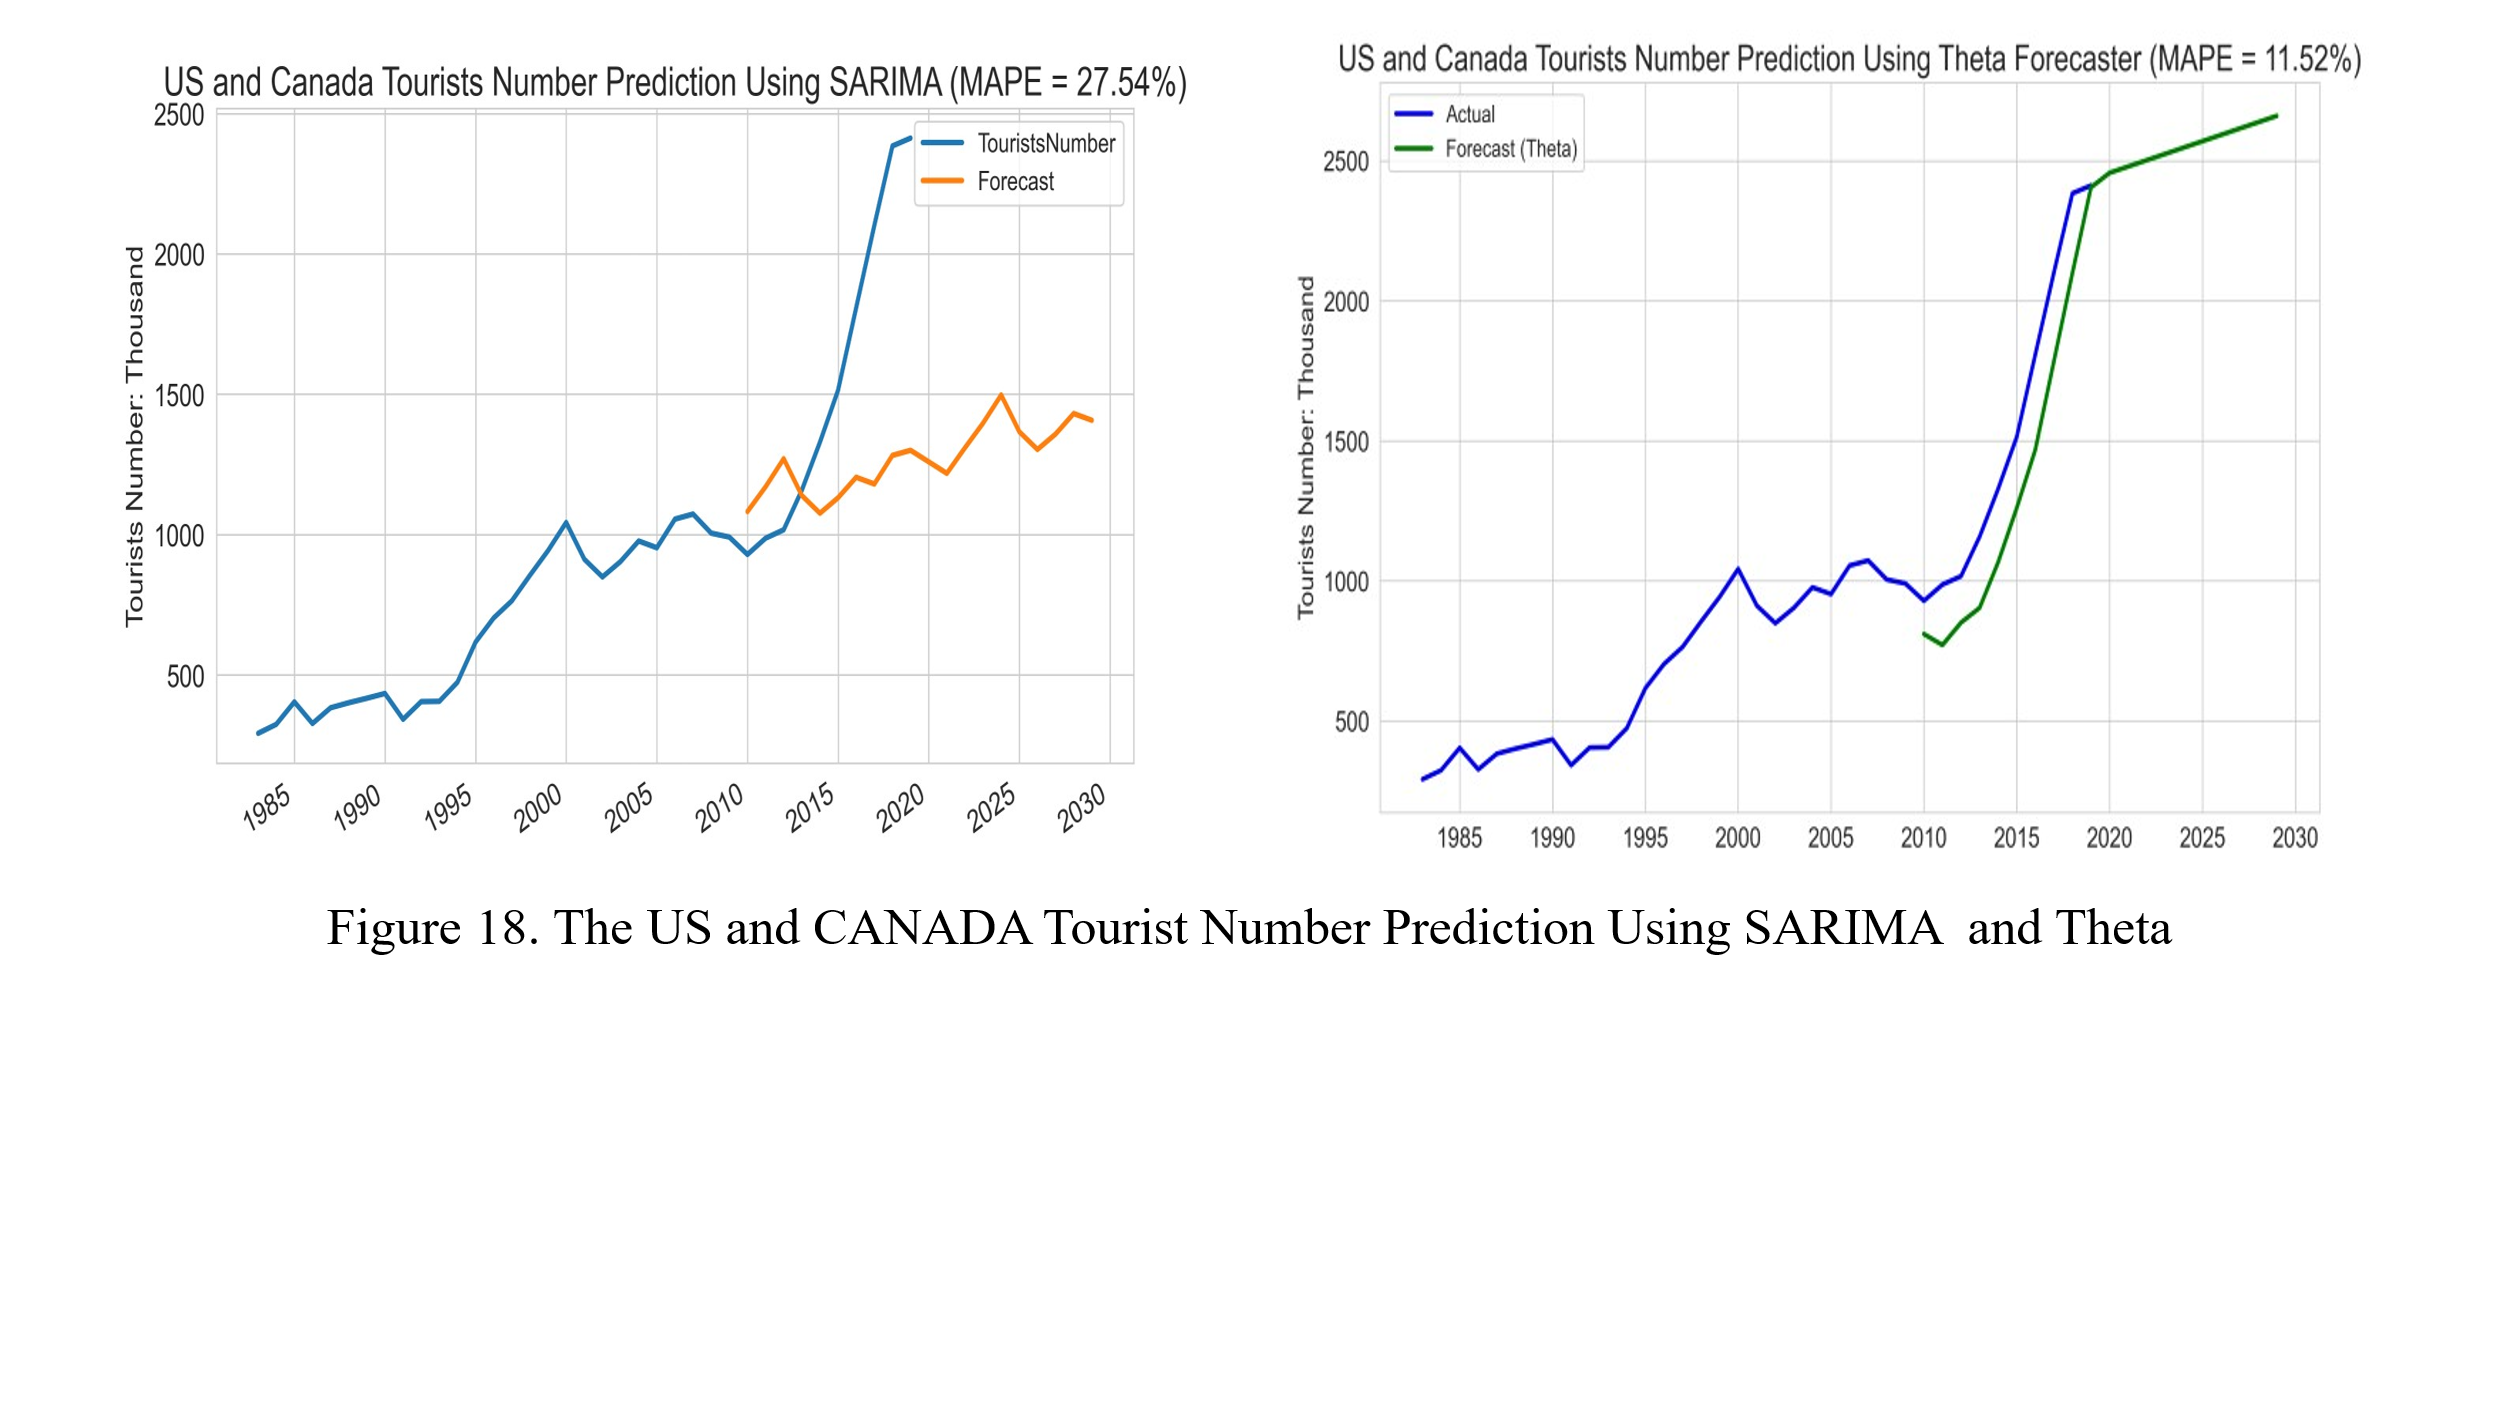 US and Canada Tourists Number Prediction Using SARIMA (MAPE = 27.54%)
TouristsNumber
Forecast
Tourists Number: Thousand
2500
2000
1500
1000
500
1985 1990 1995 2000 2005 2010 2015 2020 2025 2030
US and Canada Tourists Number Prediction Using Theta Forecaster (MAPE = 11.52%)
Actual
Forecast (Theta)
Tourists Number: Thousand
2500
2000
1500
1000
500
1985 1990 1995 2000 2005 2010 2015 2020 2025 2030
Figure 18. The US and CANADA Tourist Number Prediction Using SARIMA and Theta